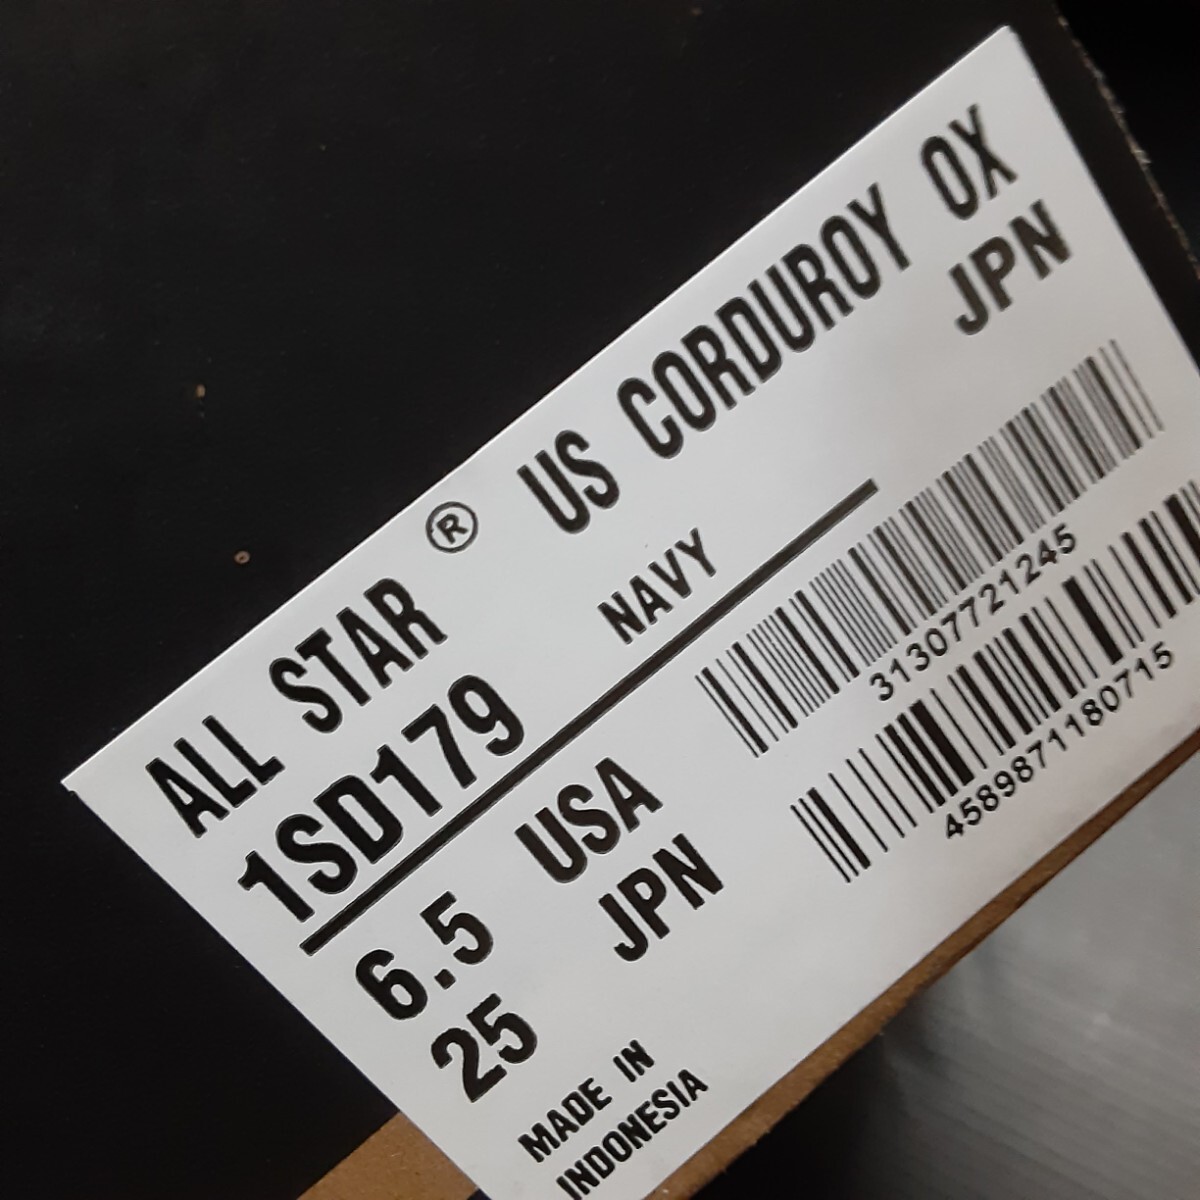 ALL STAR ® US CORDUROY OX
1SD179 NAVY JPN
6.5 USA
31307721245
25 JPN
4589871180715
MADE IN
INDONESIA